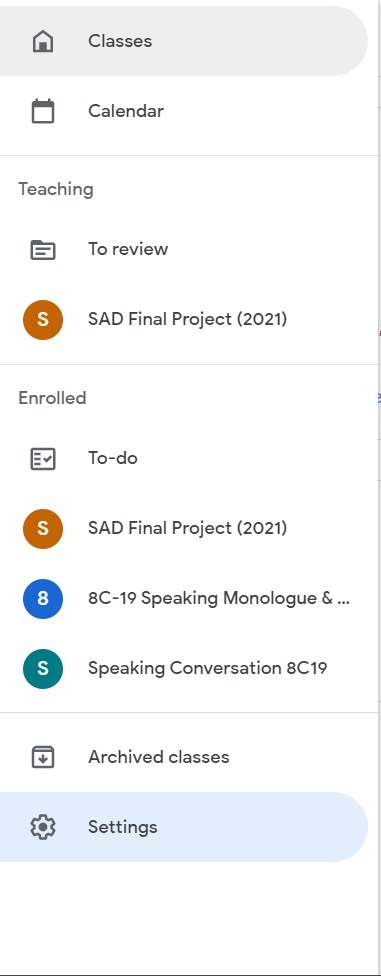 Classes
Calendar
Teaching
To review
S SAD Final Project (2021)
Enrolled
To-do
S SAD Final Project (2021)
8 8C-19 Speaking Monologue & ...
S Speaking Conversation 8C19
Archived classes
Settings